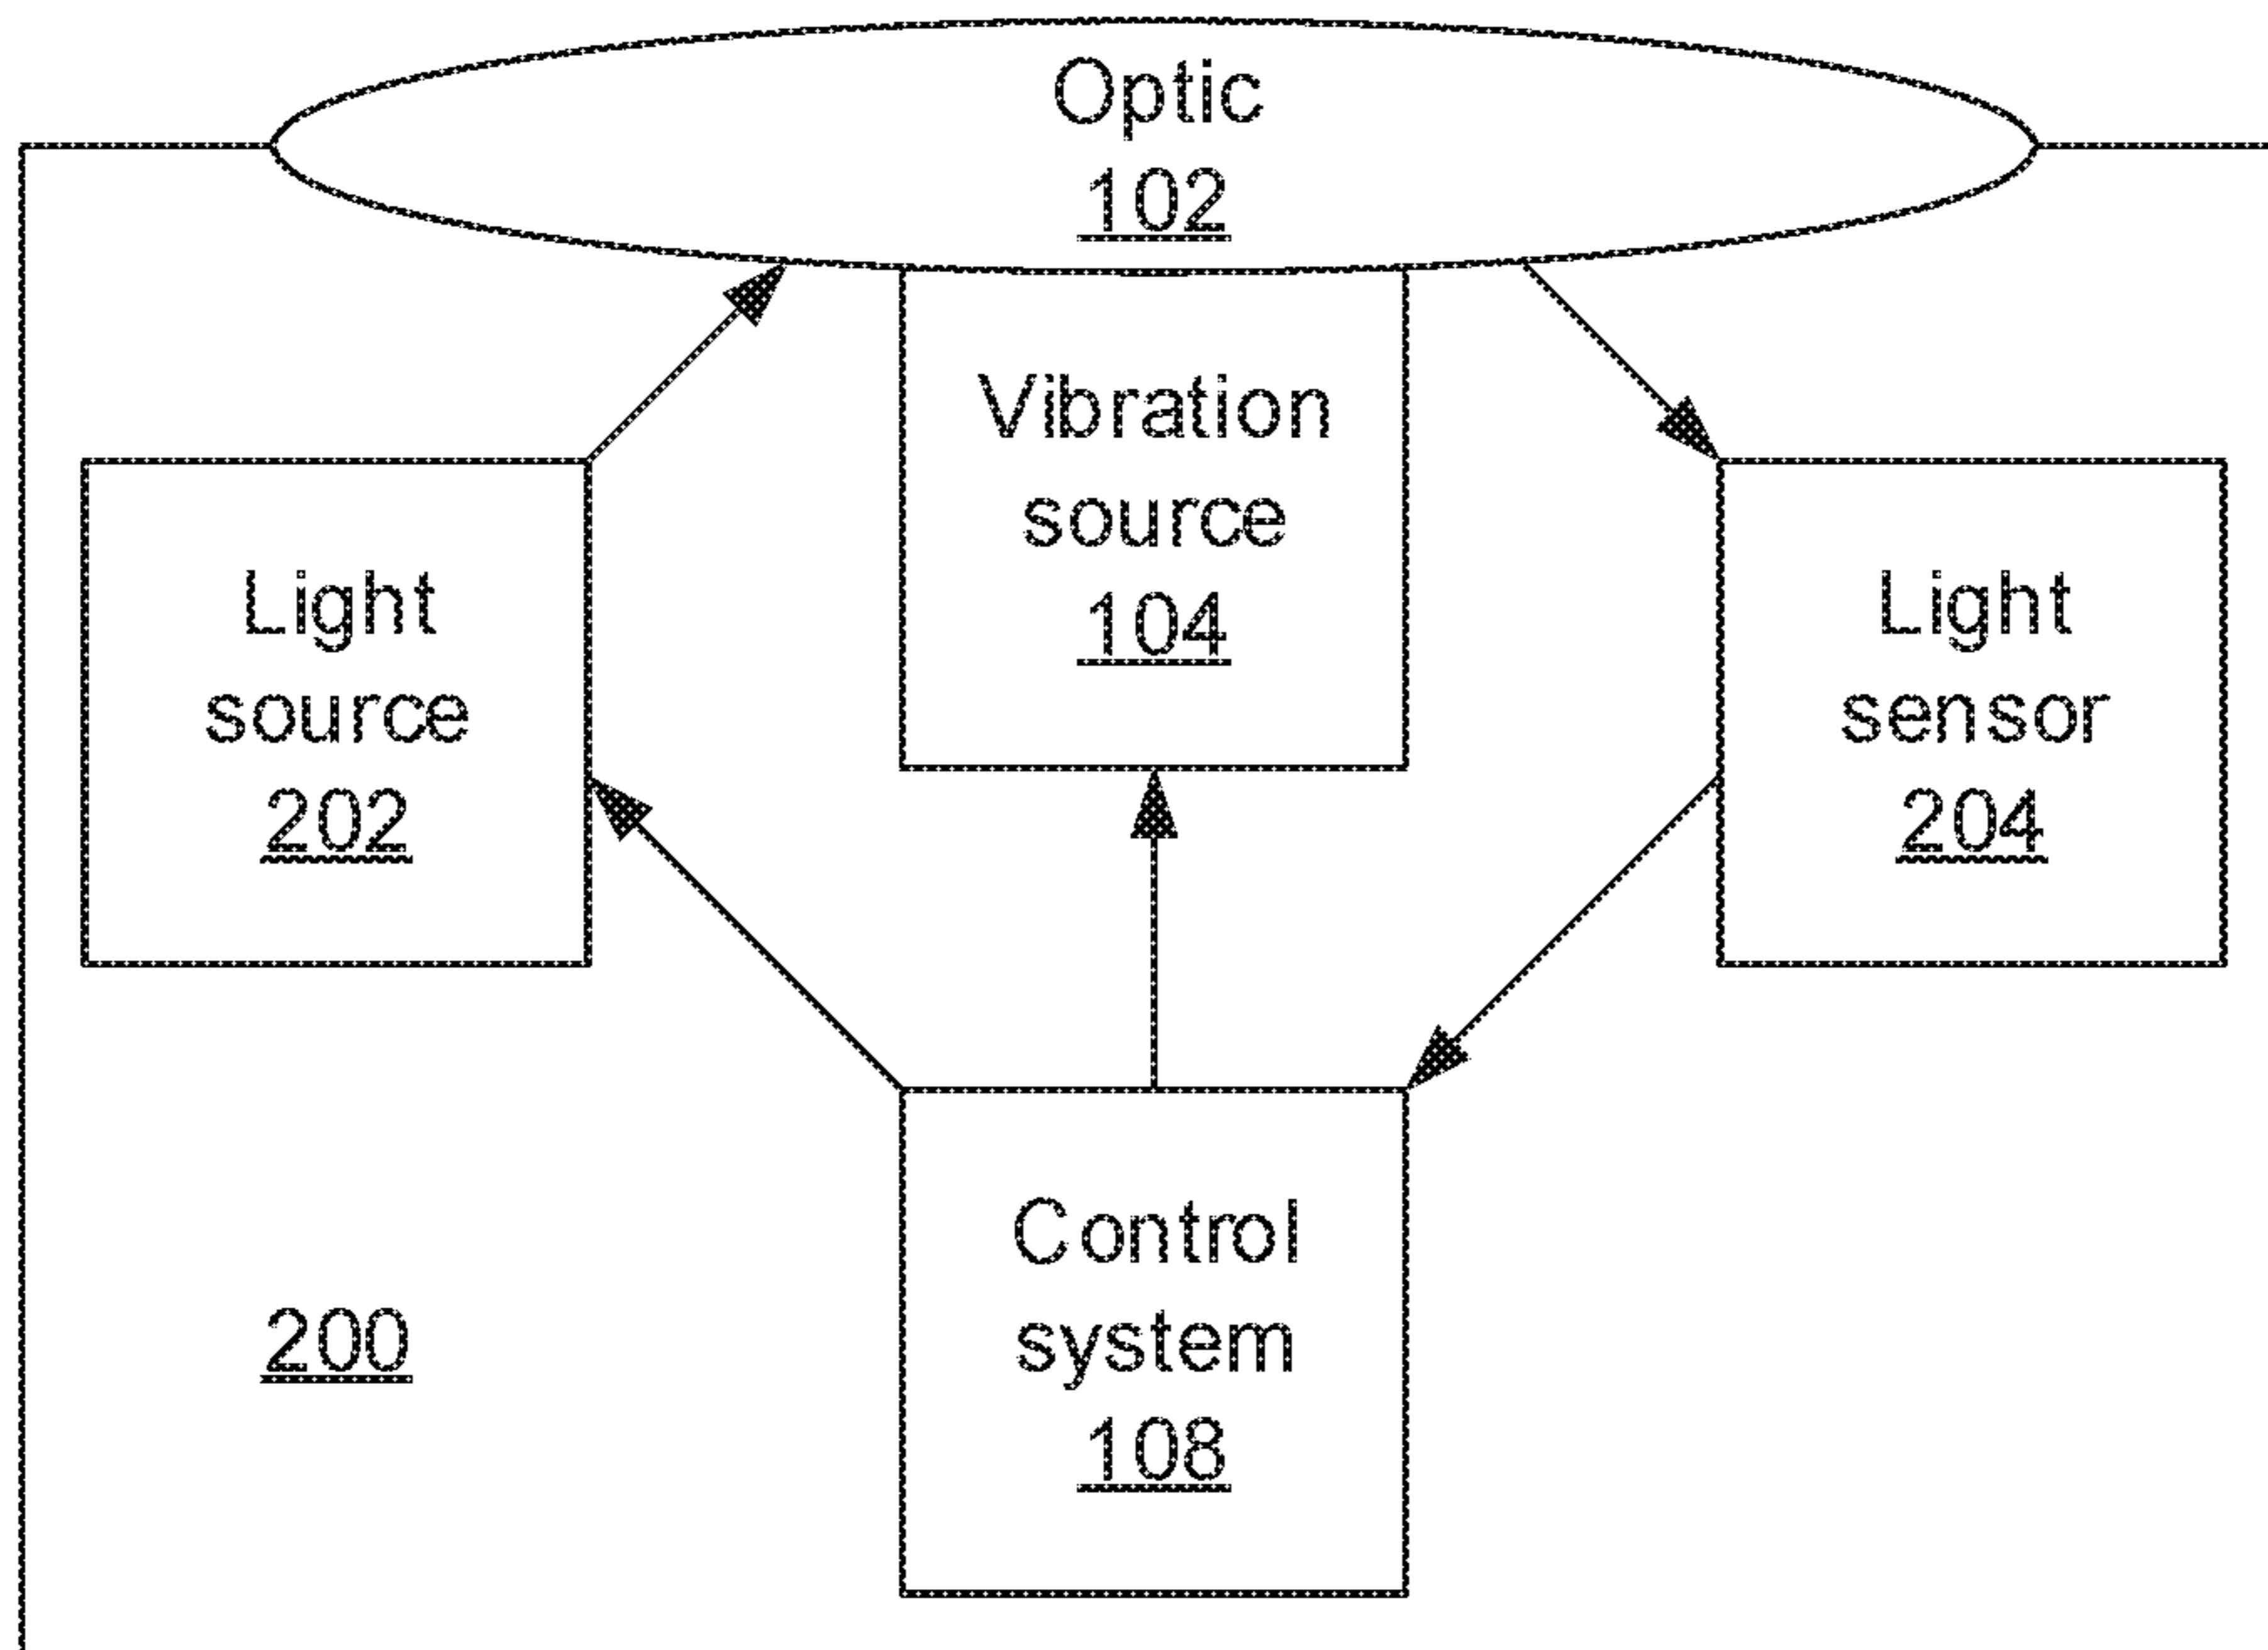 Optic
102
Vibration
source
104
Light
source
202
Light
sensor
204
Control
system
108
200